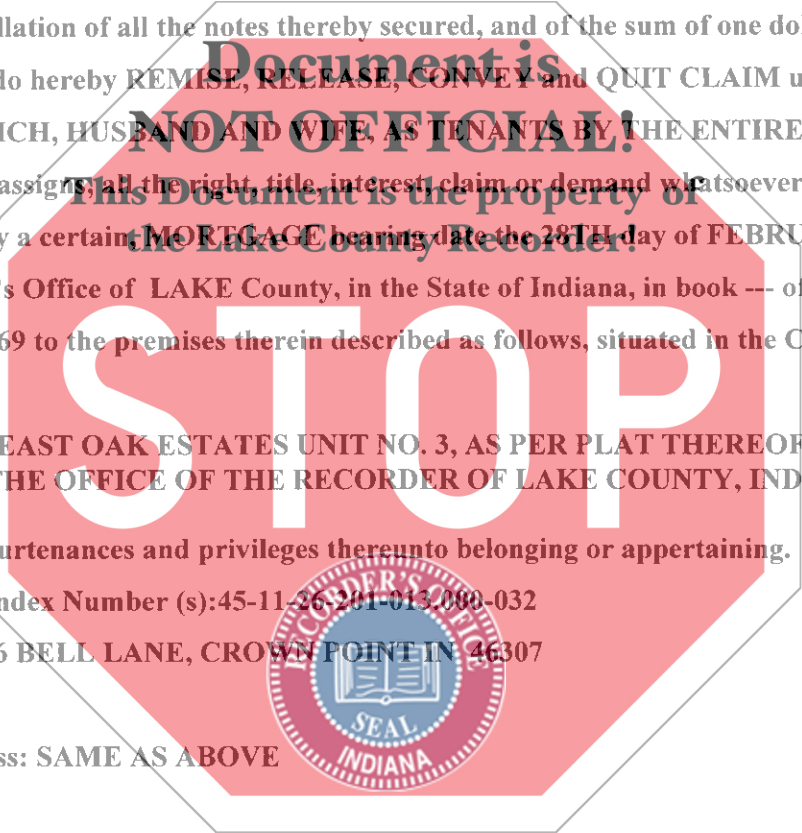 llation of all the notes thereby secured, and of the sum of one dol
Document is
do hereby REMISE, RELEASE, CONVEY and QUIT CLAIM u
NOT OFFICIAL!
ICH, HUSBAND AND WIFE, AS TENANTS BY THE ENTIRE
This Document is the property of
assigns, all the right, title, interest, claim or demand whatsoever
the Lake County Recorder!
y a certain, MORTGAGE bearing date the 28TH day of FEBRU
's Office of LAKE County, in the State of Indiana, in book --- of
69 to the premises therein described as follows, situated in the C
STOP
EAST OAK ESTATES UNIT NO. 3, AS PER PLAT THEREOF
THE OFFICE OF THE RECORDER OF LAKE COUNTY, IND
urtenances and privileges thereunto belonging or appertaining.
ndex Number (s):45-11-26-201-013.000-032
6 BELL LANE, CROWN POINT IN 46307
RECORDER'S OFFICE
SEAL
INDIANA
ss: SAME AS ABOVE